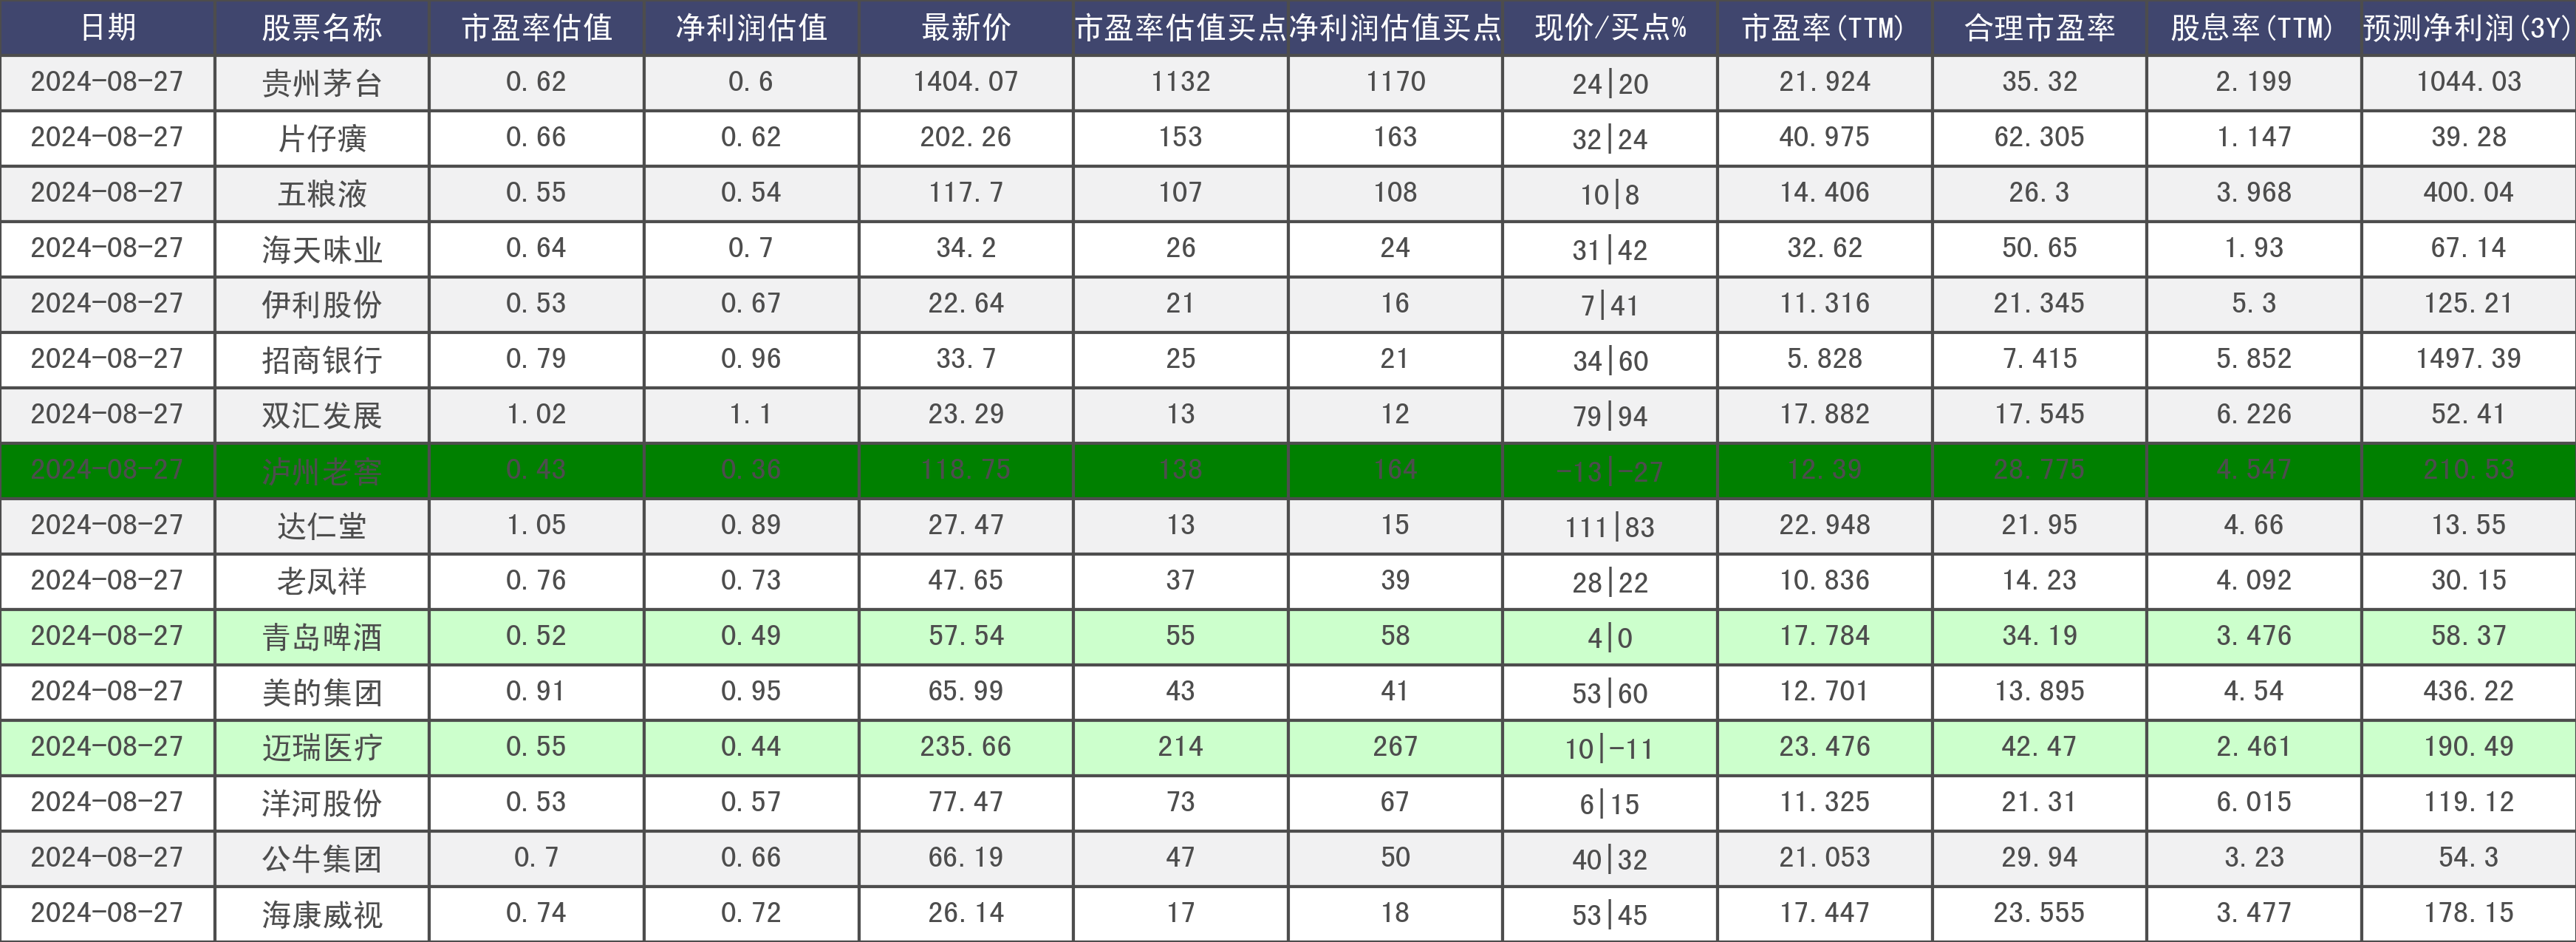 日期 股票名称 市盈率估值 净利润估值 最新价 市盈率估值买点 净利润估值买点 现价/买点% 市盈率(TTM) 合理市盈率 股息率(TTM) 预测净利润(3Y)
2024-08-27 贵州茅台 0.62 0.6 1404.07 1132 1170 24|20 21.924 35.32 2.199 1044.03
2024-08-27 片仔癀 0.66 0.62 202.26 153 163 32|24 40.975 62.305 1.147 39.28
2024-08-27 五粮液 0.55 0.54 117.7 107 108 10|8 14.406 26.3 3.968 400.04
2024-08-27 海天味业 0.64 0.7 34.2 26 24 31|42 32.62 50.65 1.93 67.14
2024-08-27 伊利股份 0.53 0.67 22.64 21 16 7|41 11.316 21.345 5.3 125.21
2024-08-27 招商银行 0.79 0.96 33.7 25 21 34|60 5.828 7.415 5.852 1497.39
2024-08-27 双汇发展 1.02 1.1 23.29 13 12 79|94 17.882 17.545 6.226 52.41
2024-08-27 泸州老窖 0.43 0.36 118.75 138 164 -13|-27 12.39 28.775 4.547 210.53
2024-08-27 达仁堂 1.05 0.89 27.47 13 15 111|83 22.948 21.95 4.66 13.55
2024-08-27 老凤祥 0.76 0.73 47.65 37 39 28|22 10.836 14.23 4.092 30.15
2024-08-27 青岛啤酒 0.52 0.49 57.54 55 58 4|0 17.784 34.19 3.476 58.37
2024-08-27 美的集团 0.91 0.95 65.99 43 41 53|60 12.701 13.895 4.54 436.22
2024-08-27 迈瑞医疗 0.55 0.44 235.66 214 267 10|-11 23.476 42.47 2.461 190.49
2024-08-27 洋河股份 0.53 0.57 77.47 73 67 6|15 11.325 21.31 6.015 119.12
2024-08-27 公牛集团 0.7 0.66 66.19 47 50 40|32 21.053 29.94 3.23 54.3
2024-08-27 海康威视 0.74 0.72 26.14 17 18 53|45 17.447 23.555 3.477 178.15